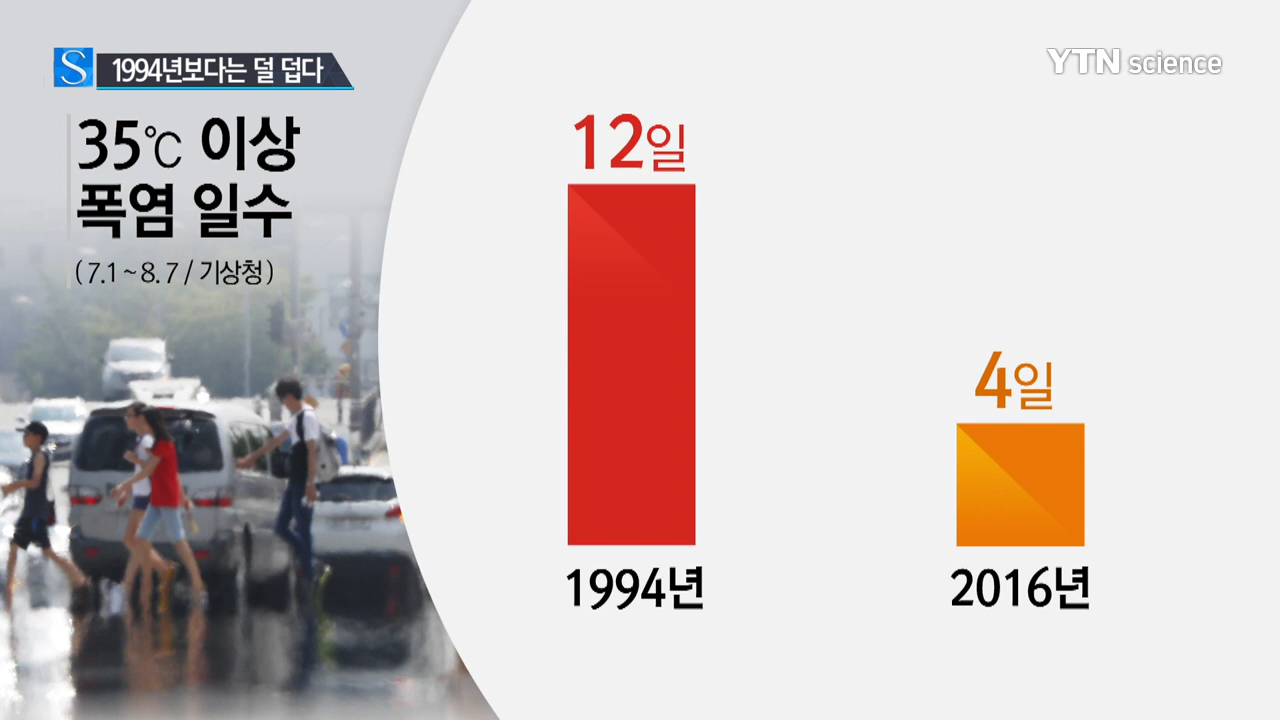 S 1994년보다는 덜 덥다
YTN science
35℃ 이상
폭염 일수
(7.1~8.7/기상청)
12일
4일
1994년
2016년